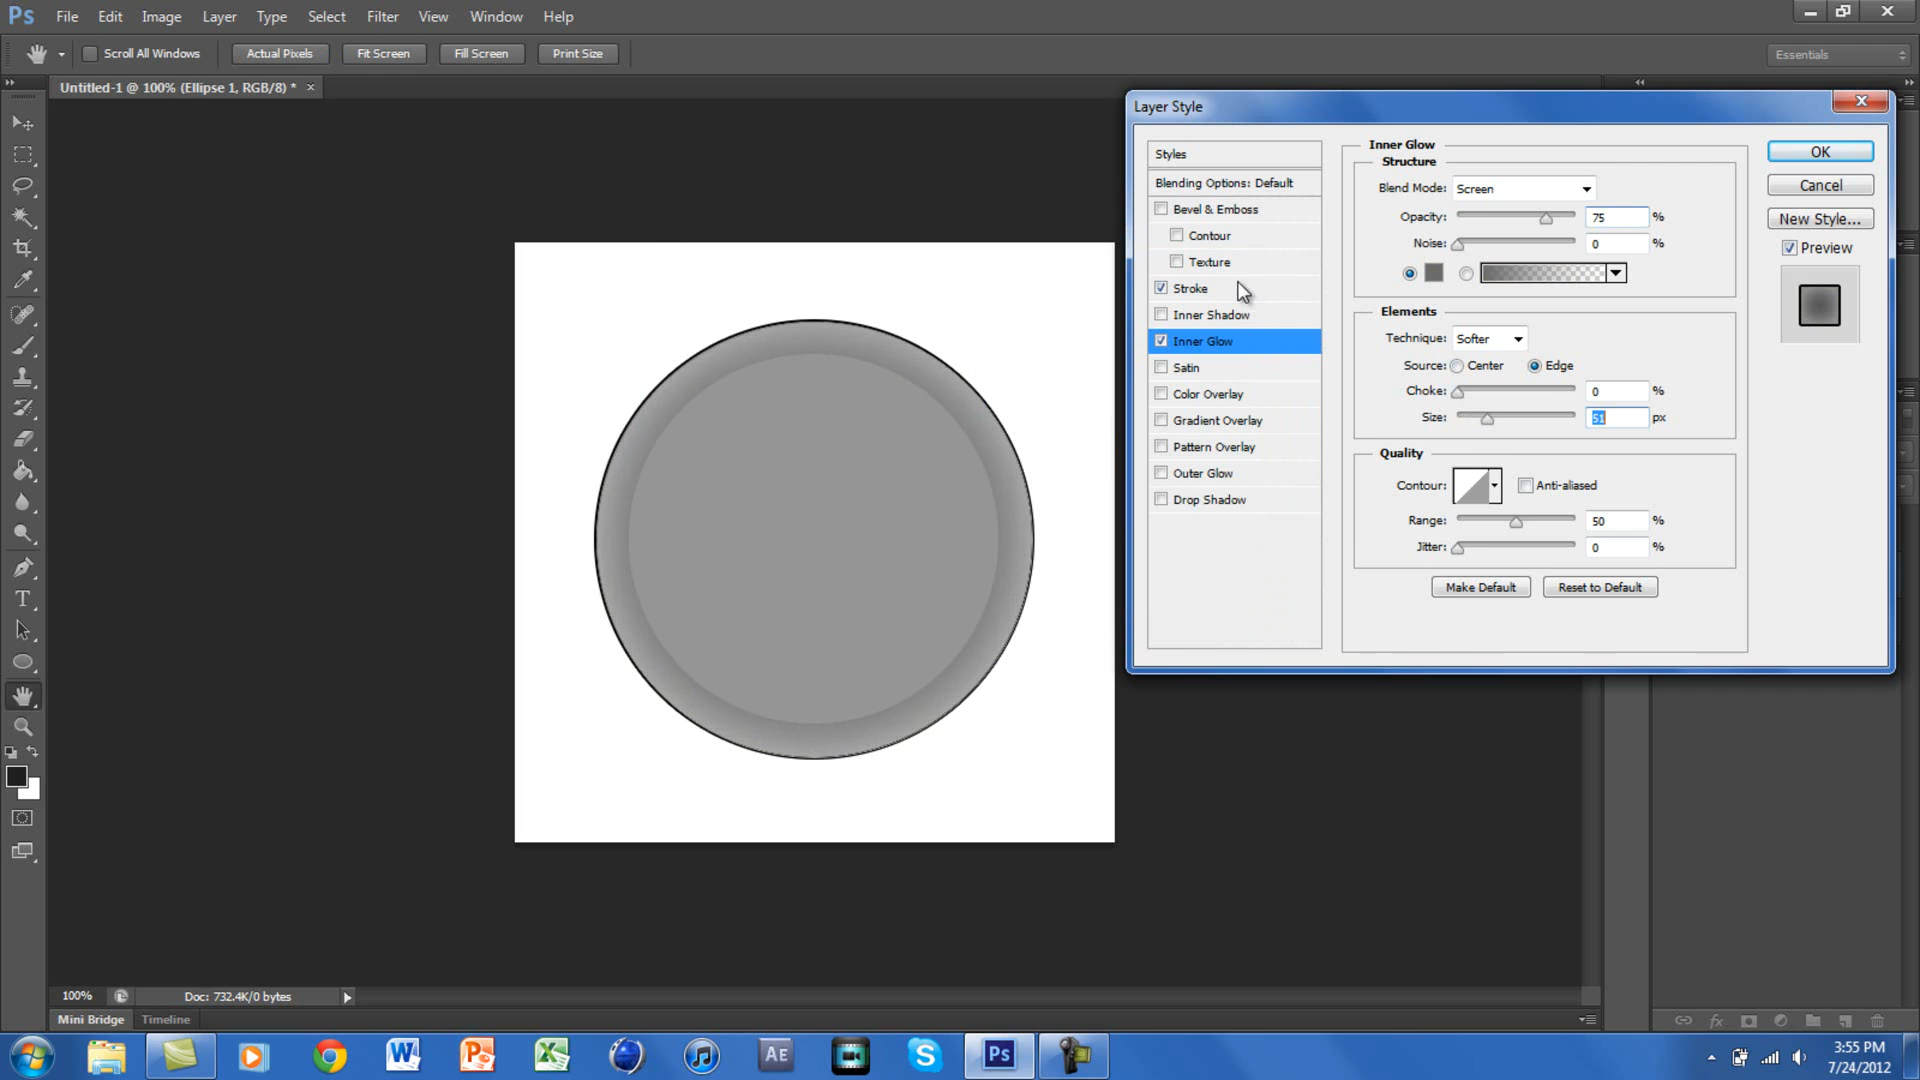 Ps File Edit Image Layer Type Select Filter View Window Help
Scroll All Windows Actual Pixels Fit Screen Fill Screen Print Size Essentials
Untitled-1 @ 100% (Ellipse 1, RGB/8) * ×
Layer Style
Styles
Blending Options: Default
Bevel & Emboss
Contour
Texture
Stroke
Inner Shadow
Inner Glow
Satin
Color Overlay
Gradient Overlay
Pattern Overlay
Outer Glow
Drop Shadow
Inner Glow
Structure
Blend Mode: Screen
Opacity: 75 %
Noise: 0 %
Elements
Technique: Softer
Source: Center Edge
Choke: 0 %
Size: 51 px
Quality
Contour: Anti-aliased
Range: 50 %
Jitter: 0 %
Make Default Reset to Default
OK
Cancel
New Style...
Preview
T
100% Doc: 732.4K/0 bytes
Mini Bridge Timeline
fx
W P X AE S Ps
3:55 PM
7/24/2012